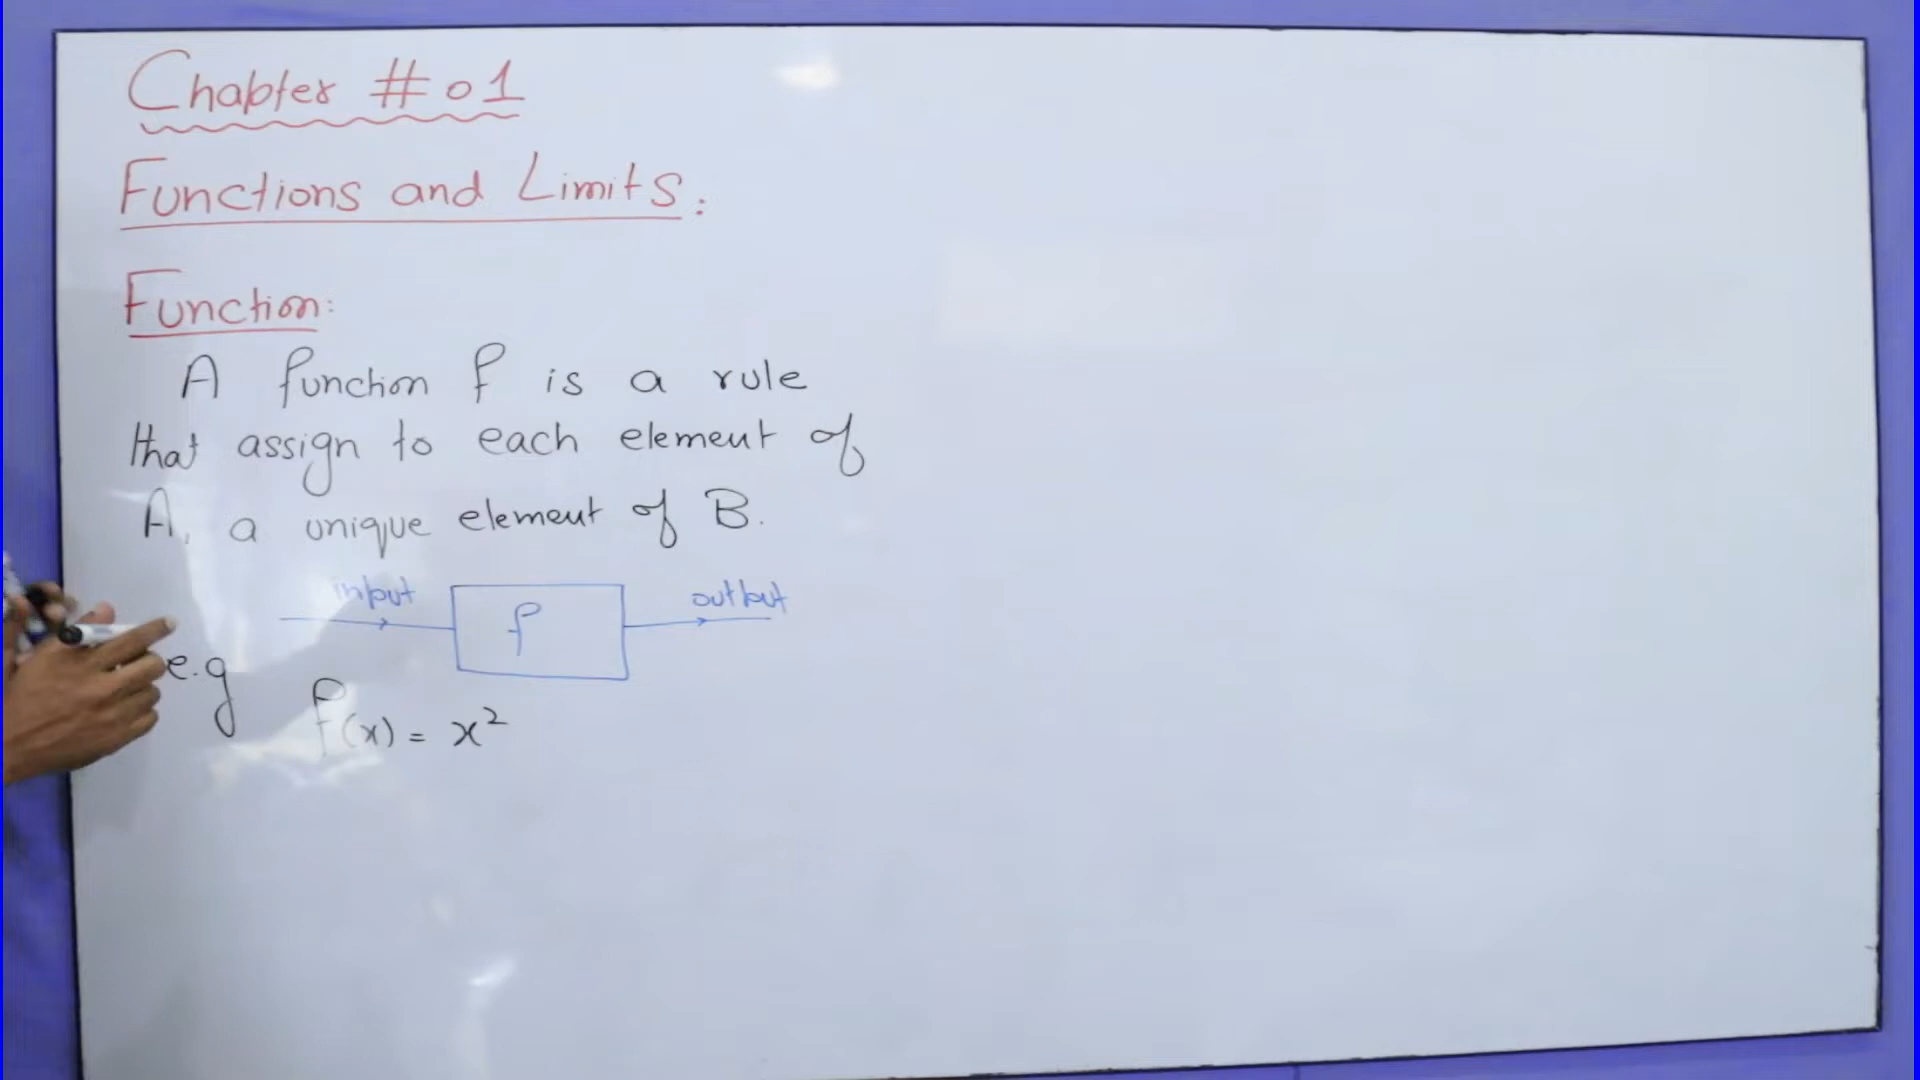 Chapter # 01
Functions and Limits:
Function:
A function f is a rule
that assign to each element of
A, a unique element of B.
input f output
e.g f(x) = x²